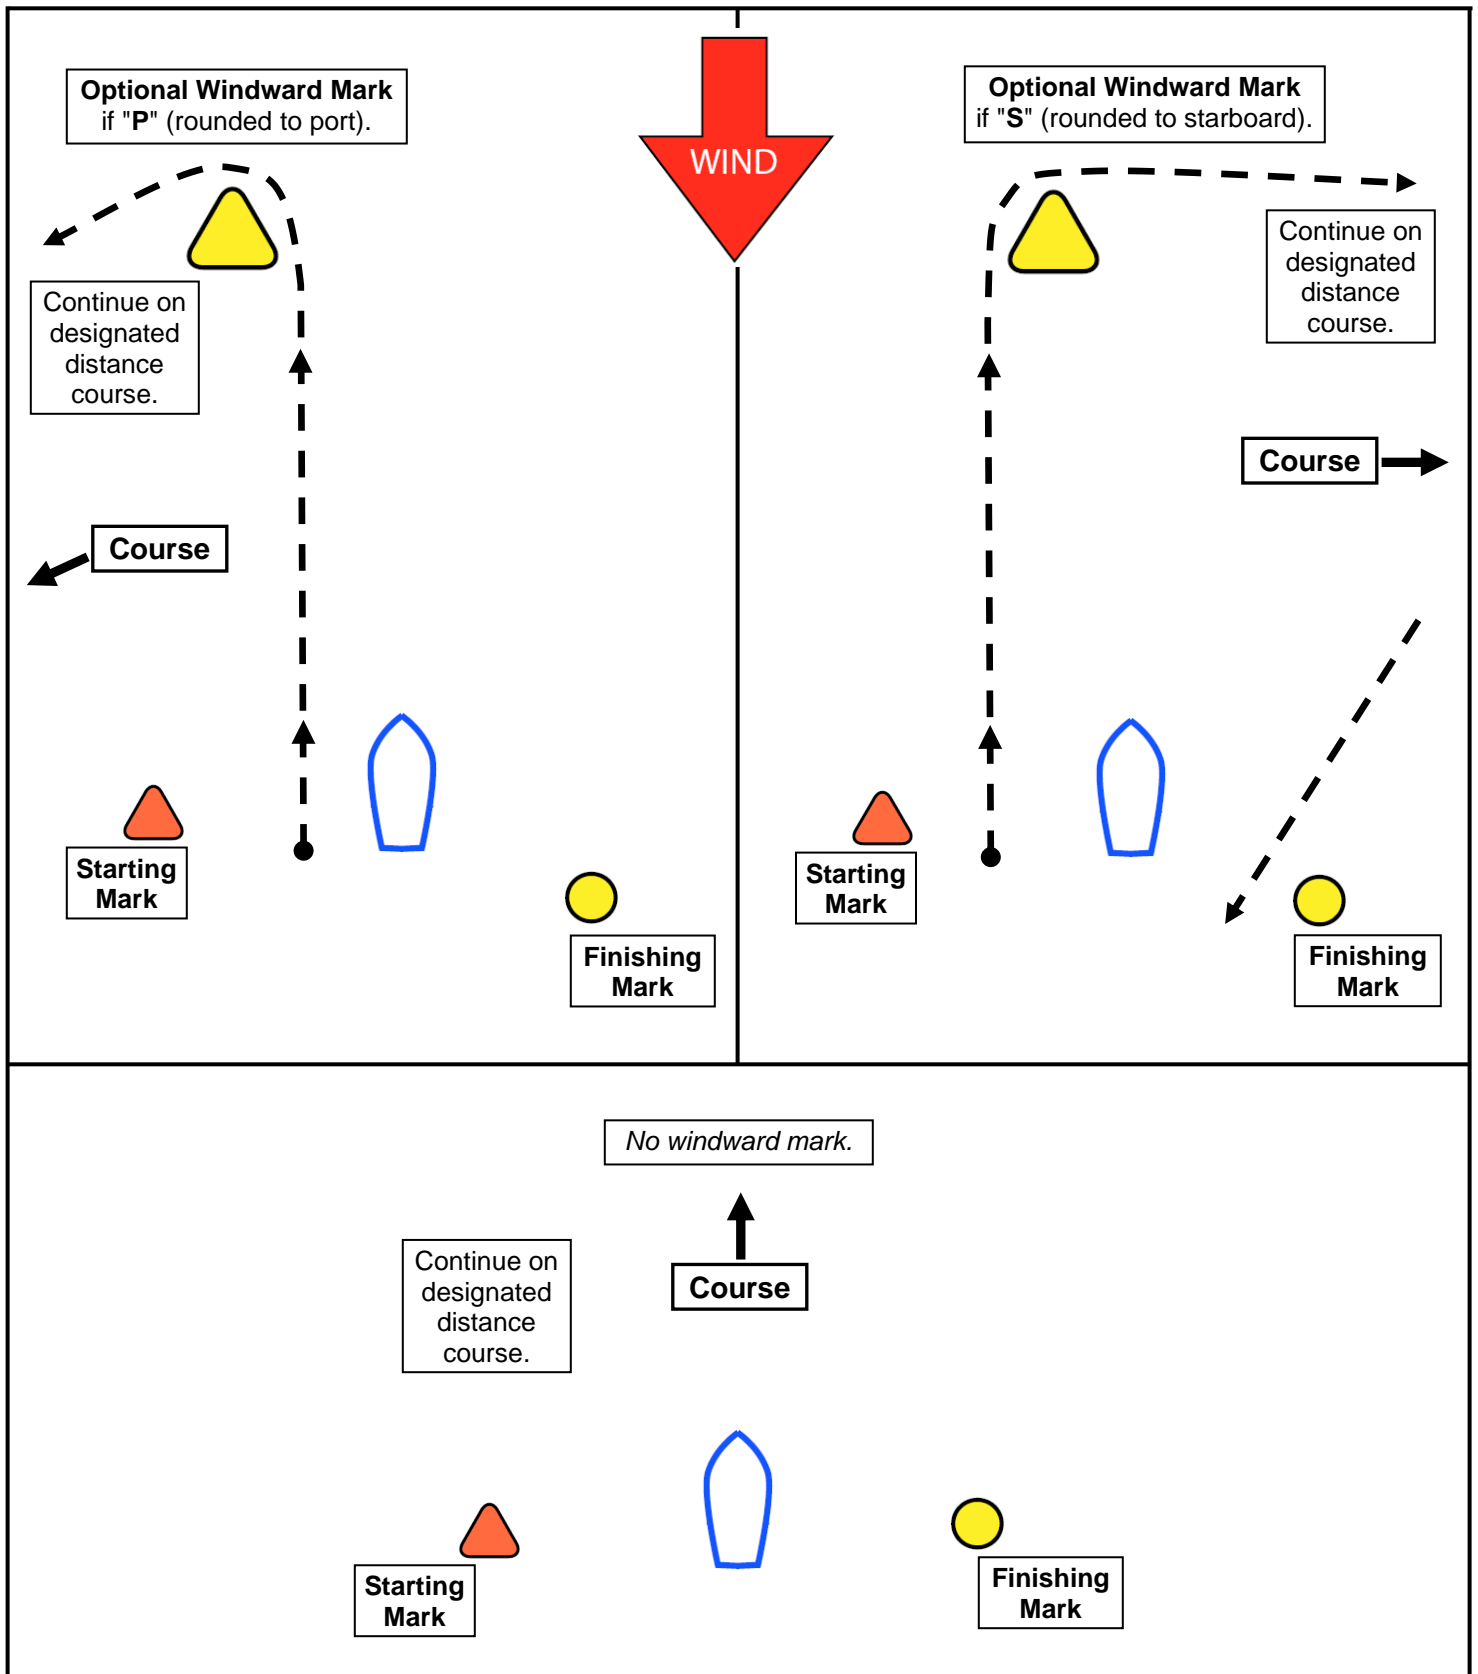 Optional Windward Mark
if "P" (rounded to port).
WIND
Optional Windward Mark
if "S" (rounded to starboard).
Continue on
designated
distance
course.
Course
Starting
Mark
Finishing
Mark
Continue on
designated
distance
course.
Course
Starting
Mark
Finishing
Mark
No windward mark.
Continue on
designated
distance
course.
Course
Starting
Mark
Finishing
Mark